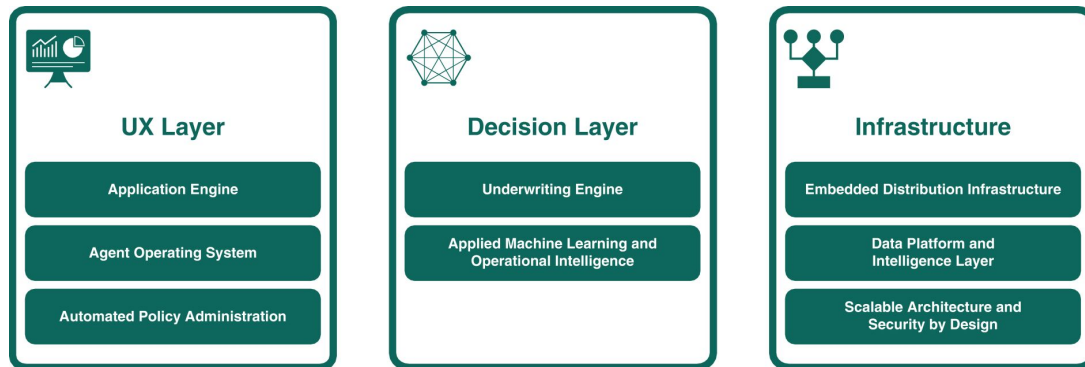 UX Layer
Application Engine
Agent Operating System
Automated Policy Administration
Decision Layer
Underwriting Engine
Applied Machine Learning and
Operational Intelligence
Infrastructure
Embedded Distribution Infrastructure
Data Platform and
Intelligence Layer
Scalable Architecture and
Security by Design